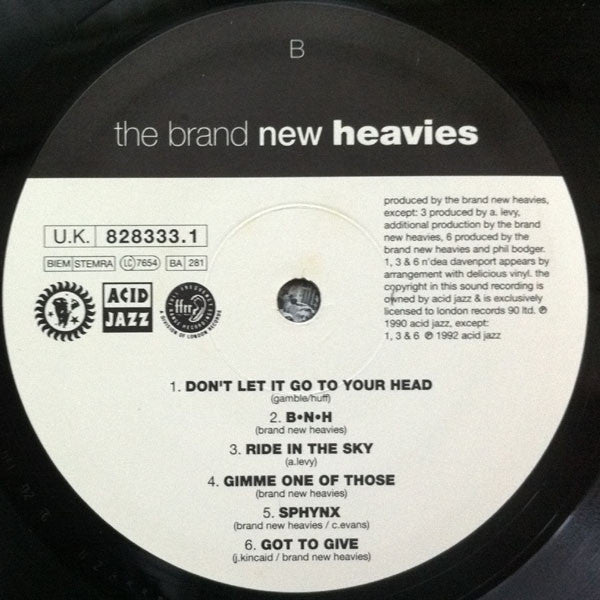 B
the brand new heavies
U.K. 828333.1
BIEM STEMRA LC 7654 BA 281
ACID
JAZZ
ffrr
produced by the brand new heavies,
except: 3 produced by a. levy,
additional production by the brand
new heavies, 6 produced by the
brand new heavies and phil bodger.
1, 3 & 6 n'dea davenport appears by
arrangement with delicious vinyl. the
copyright in this sound recording is
owned by acid jazz & is exclusively
licensed to london records 90 ltd. ℗
1990 acid jazz, except:
1, 3 & 6 ℗ 1992 acid jazz
1. DON'T LET IT GO TO YOUR HEAD
(gamble/huff)
2. B•N•H
(brand new heavies)
3. RIDE IN THE SKY
(a.levy)
4. GIMME ONE OF THOSE
(brand new heavies)
5. SPHYNX
(brand new heavies / c.evans)
6. GOT TO GIVE
(j.kincaid / brand new heavies)